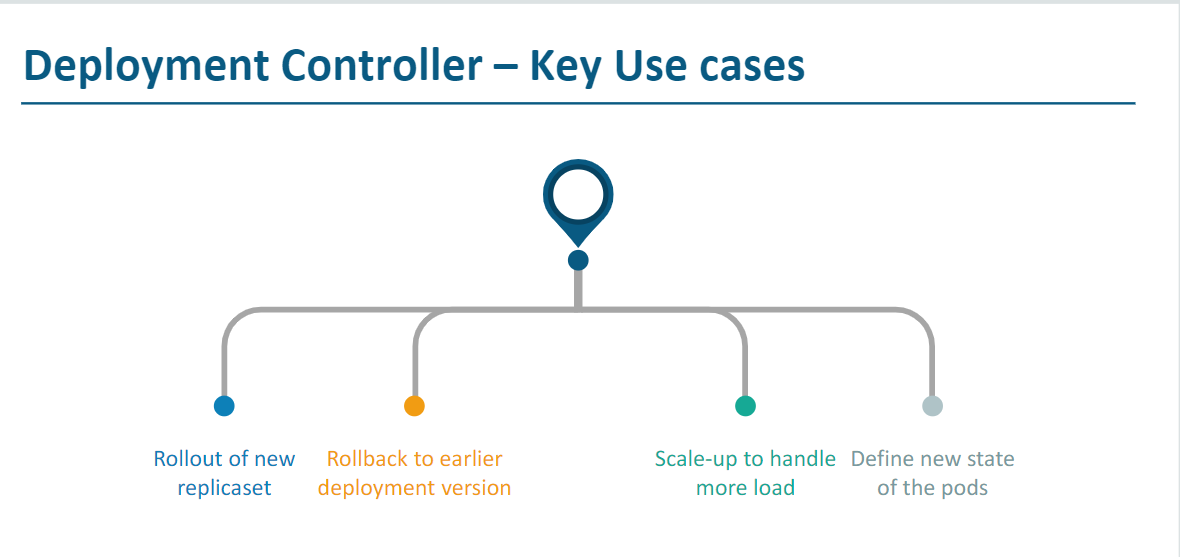 Deployment Controller – Key Use cases
Rollout of new
replicaset
Rollback to earlier
deployment version
Scale-up to handle
more load
Define new state
of the pods